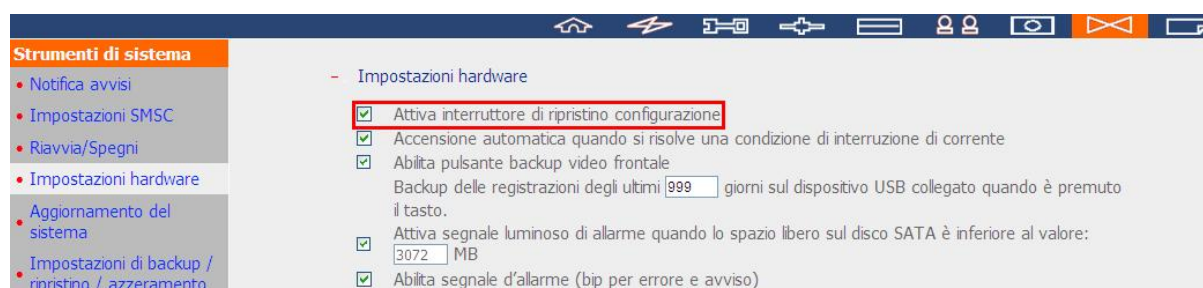 Strumenti di sistema
• Notifica avvisi
• Impostazioni SMSC
• Riavvia/Spegni
• Impostazioni hardware
• Aggiornamento del
sistema
• Impostazioni di backup /
ripristino / azzeramento
– Impostazioni hardware
Attiva interruttore di ripristino configurazione
Accensione automatica quando si risolve una condizione di interruzione di corrente
Abilita pulsante backup video frontale
Backup delle registrazioni degli ultimi 999 giorni sul dispositivo USB collegato quando è premuto
il tasto.
Attiva segnale luminoso di allarme quando lo spazio libero sul disco SATA è inferiore al valore:
3072 MB
Abilita segnale d'allarme (bip per errore e avviso)